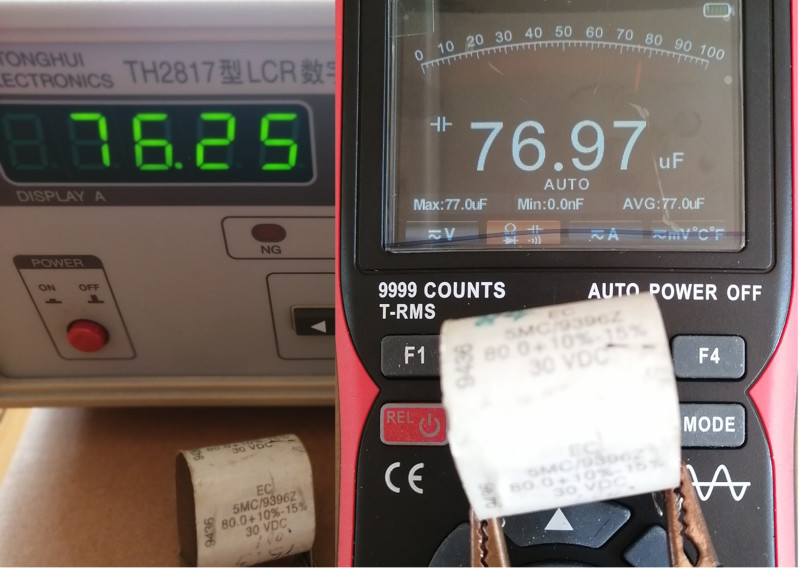 TONGHUI
ELECTRONICS
TH2817型LCR数字
76.25
DISPLAY A
NG
POWER
ON OFF
30 VDC
EC
5MC/9396Z
80.0+10%-15%
30 VDC
9436
0 10 20 30 40 50 60 70 80 90 100
76.97 uF
AUTO
Max:77.0uF Min:0.0nF AVG:77.0uF
≂V ≂A ≂mV°C°F
9999 COUNTS
T-RMS
AUTO POWER OFF
F1
F4
REL
MODE
CE
EC
5MC/9396Z
80.0+10%-15%
30 VDC
9436
EC
5MC/9396Z
80.0+10%-15%
30 VDC